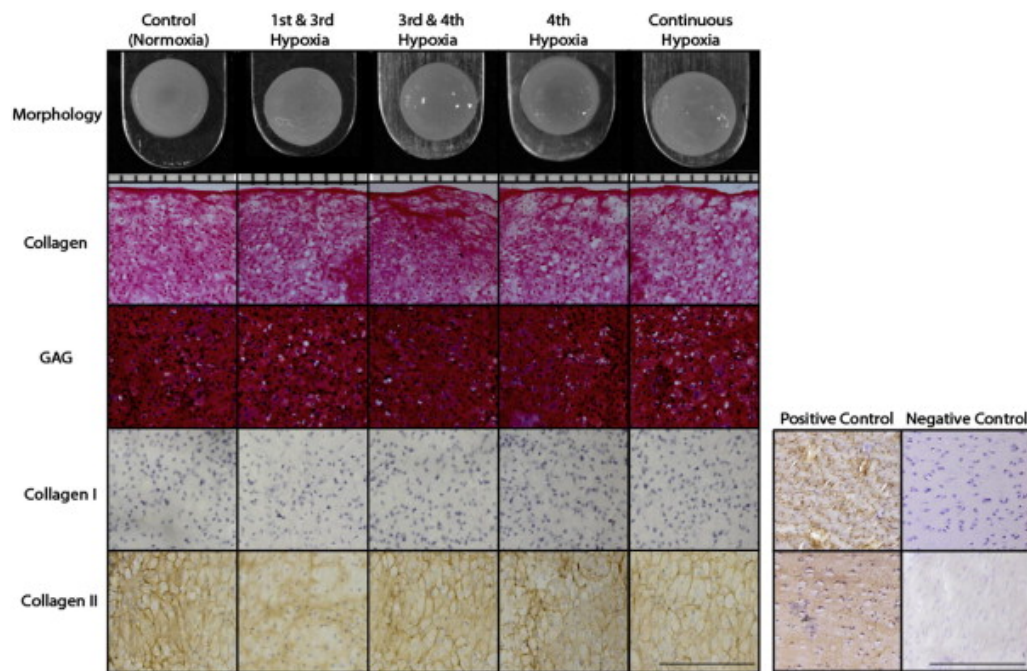 Control
(Normoxia)
1st & 3rd
Hypoxia
3rd & 4th
Hypoxia
4th
Hypoxia
Continuous
Hypoxia
Morphology
Collagen
GAG
Positive Control
Negative Control
Collagen I
Collagen II